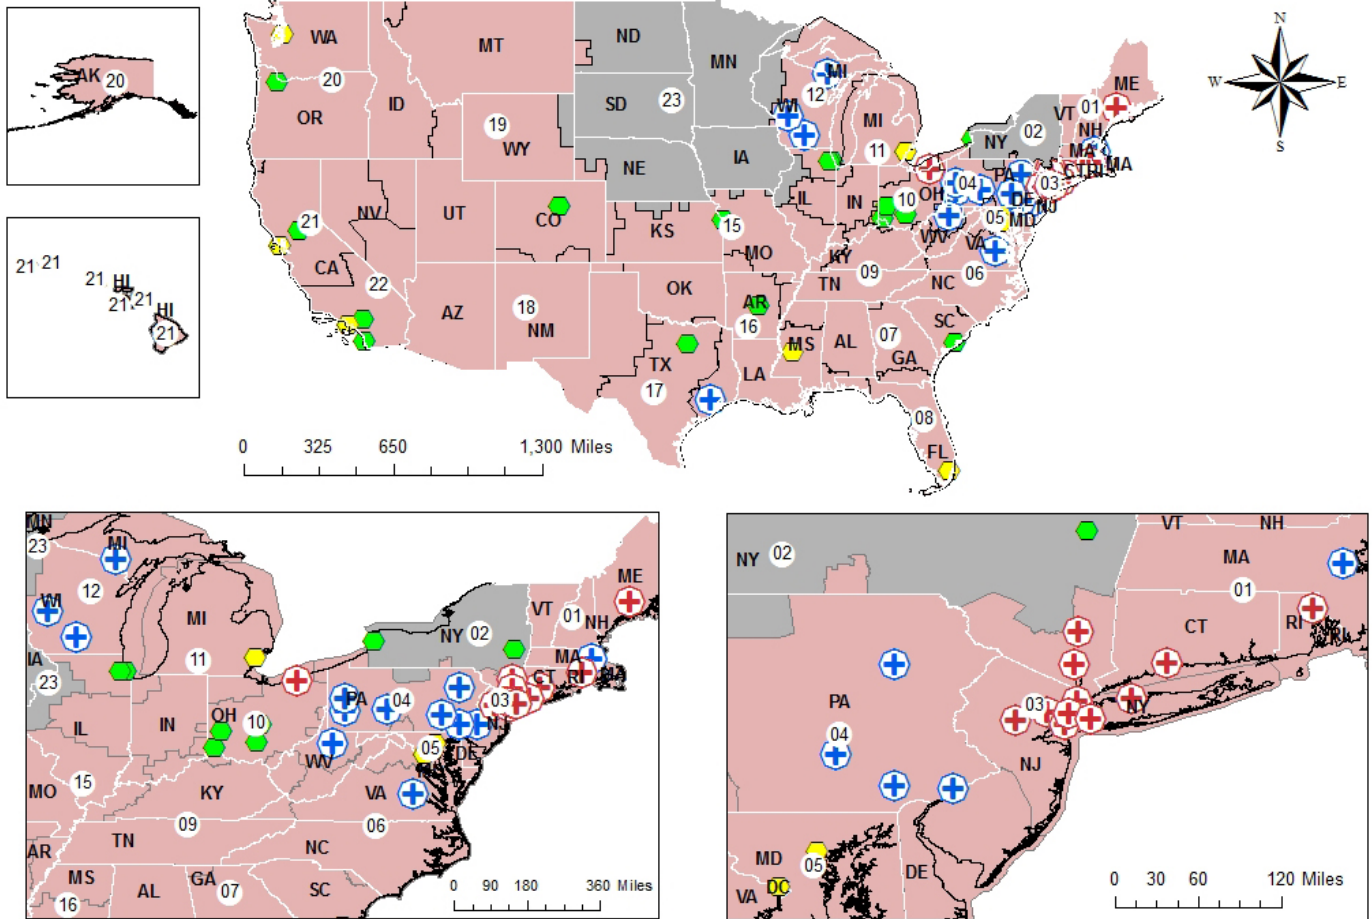 N
W E
S
AK 20
21 21
21 HI
21 21 HI
21
WA
20
OR
ID
MT
19
WY
ND
SD 23
NE
MN
IA
WI
12
MI
MI
11
ME
01
VT
NH
MA
MA
CT RI
NY 02
PA
04
03
NJ
DE
05
MD
OH
10
IN
IL
WV
VA
06
NV
21
CA
22
UT
CO
AZ
18
NM
KS
15
MO
OK
AR
16
KY
09
TN
NC
SC
MS
AL
07
GA
LA
TX
17
08
FL
0 325 650 1,300 Miles
MN
23
MI
12
WI
MI
11
IA
23
IL
IN
OH
10
PA
04
NY 02
VT
01
NH
ME
MA
MA
CT RI
03
NJ
05
DE
WV
VA
06
MO
15
KY
09
TN
NC
AR
MS
16
AL
GA
07
SC
0 90 180 360 Miles
NY 02
VT NH
MA
01
CT
RI
PA
04
03
NY
NJ
MD
05
DC
VA
DE
0 30 60 120 Miles